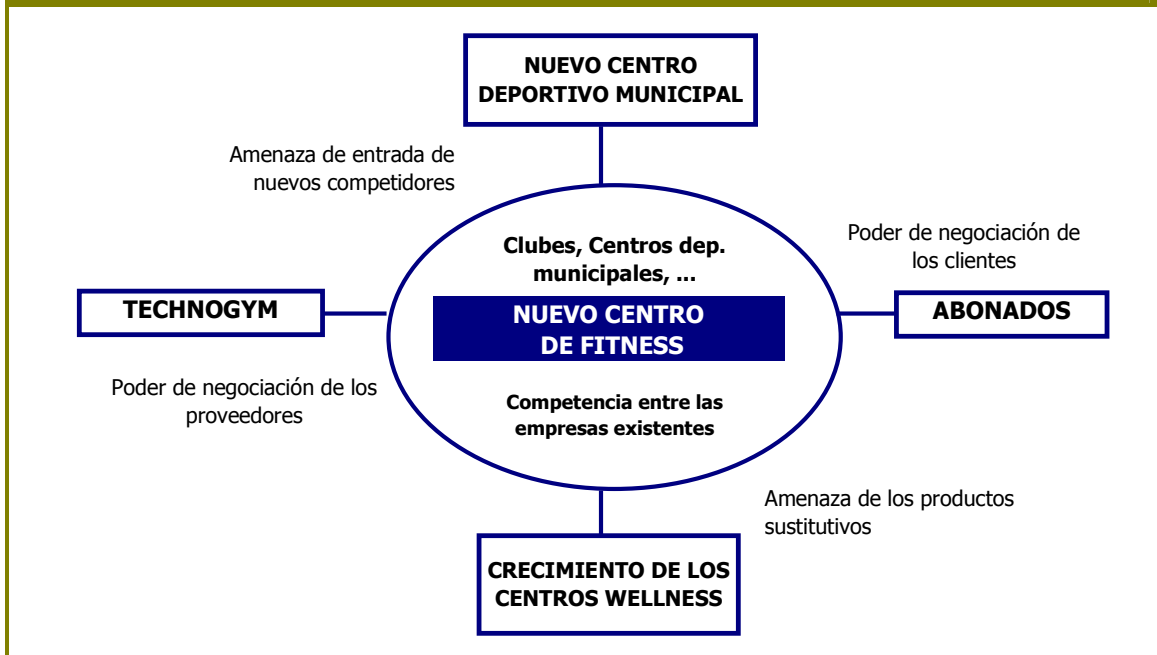 NUEVO CENTRO
DEPORTIVO MUNICIPAL
Amenaza de entrada de
nuevos competidores
Clubes, Centros dep.
municipales, ...
Poder de negociación de
los clientes
TECHNOGYM
NUEVO CENTRO
DE FITNESS
ABONADOS
Poder de negociación de los
proveedores
Competencia entre las
empresas existentes
Amenaza de los productos
sustitutivos
CRECIMIENTO DE LOS
CENTROS WELLNESS